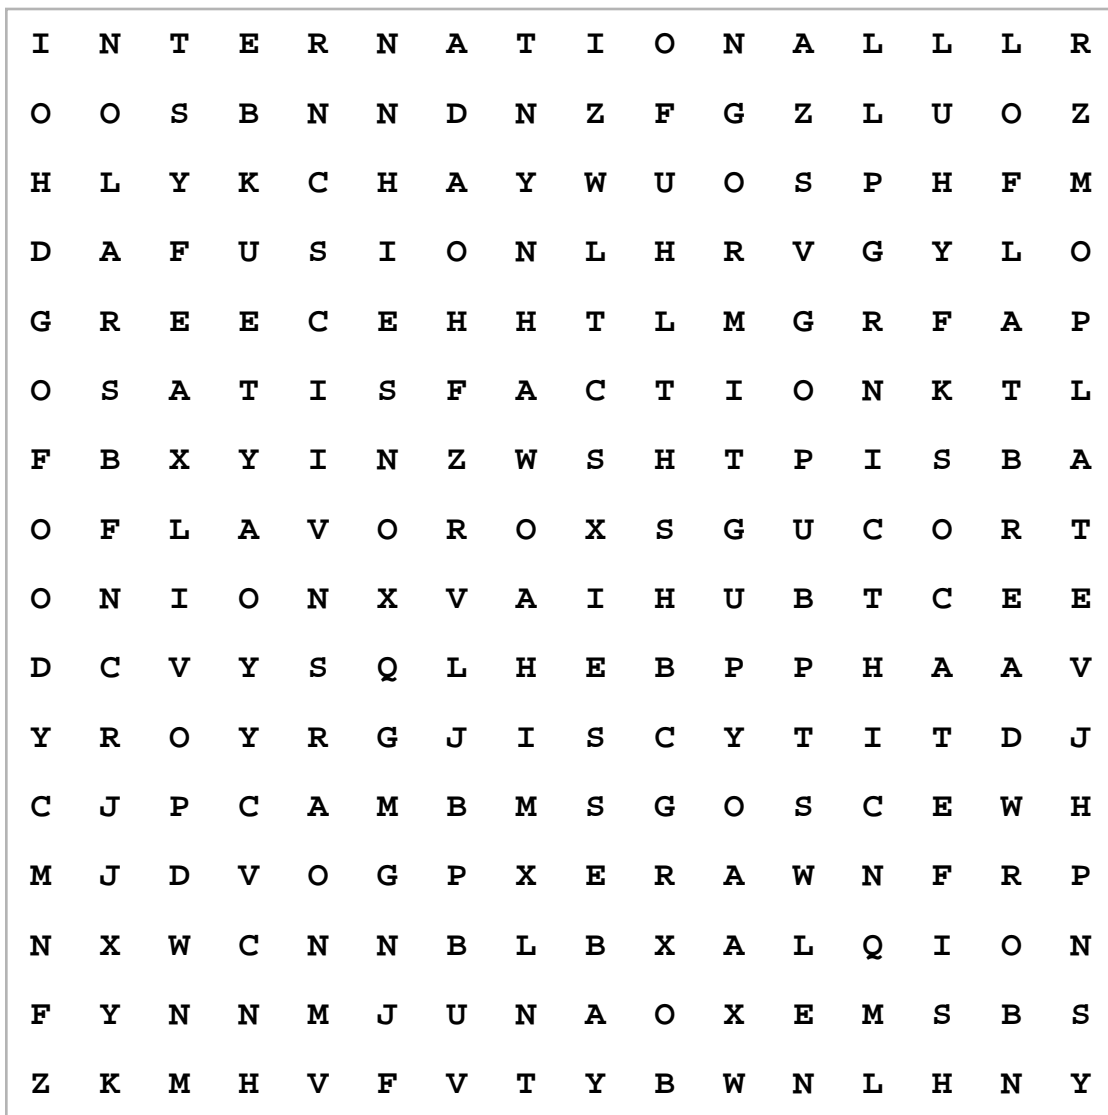 I N T E R N A T I O N A L L L R
O O S B N N D N Z F G Z L U O Z
H L Y K C H A Y W U O S P H F M
D A F U S I O N L H R V G Y L O
G R E E C E H H T L M G R F A P
O S A T I S F A C T I O N K T L
F B X Y I N Z W S H T P I S B A
O F L A V O R O X S G U C O R T
O N I O N X V A I H U B T C E E
D C V Y S Q L H E B P P H A A V
Y R O Y R G J I S C Y T I T D J
C J P C A M B M S G O S C E W H
M J D V O G P X E R A W N F R P
N X W C N N B L B X A L Q I O N
F Y N N M J U N A O X E M S B S
Z K M H V F V T Y B W N L H N Y